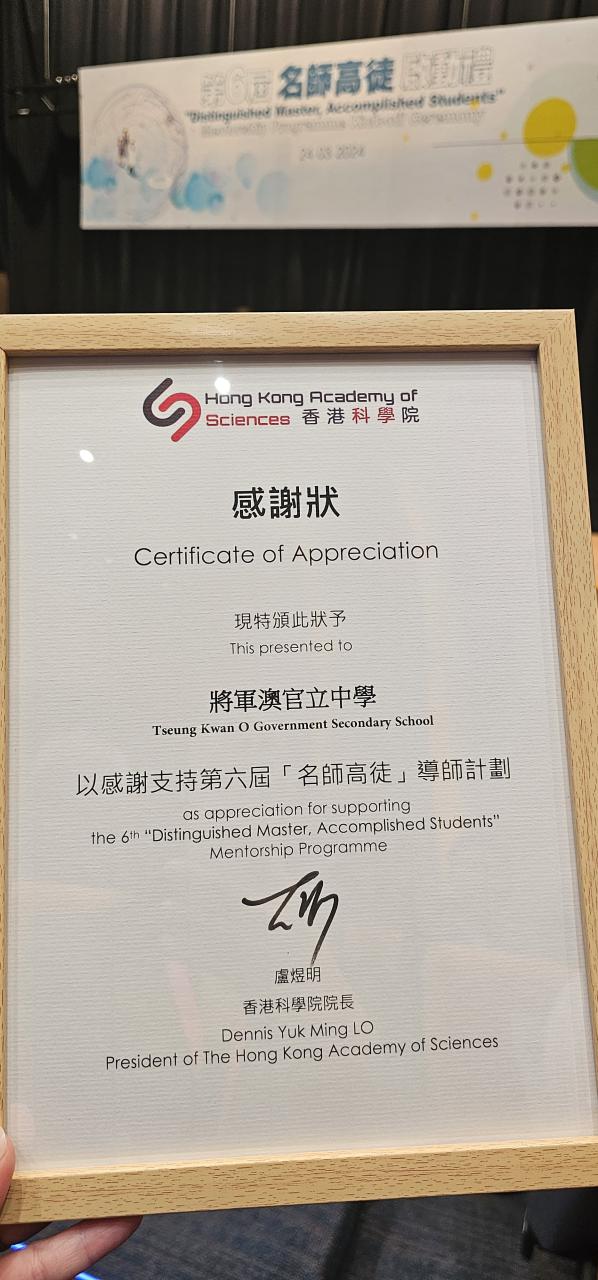 第6屆 名師高徒 啟動禮
"Distinguished Master, Accomplished Students"
Mentorship Programme Kickoff Ceremony
24·03·2024
Hong Kong Academy of
Sciences 香港科學院
感謝狀
Certificate of Appreciation
現特頒此狀予
This presented to
將軍澳官立中學
Tseung Kwan O Government Secondary School
以感謝支持第六屆「名師高徒」導師計劃
as appreciation for supporting
the 6th "Distinguished Master, Accomplished Students"
Mentorship Programme
盧煜明
香港科學院院長
Dennis Yuk Ming LO
President of The Hong Kong Academy of Sciences